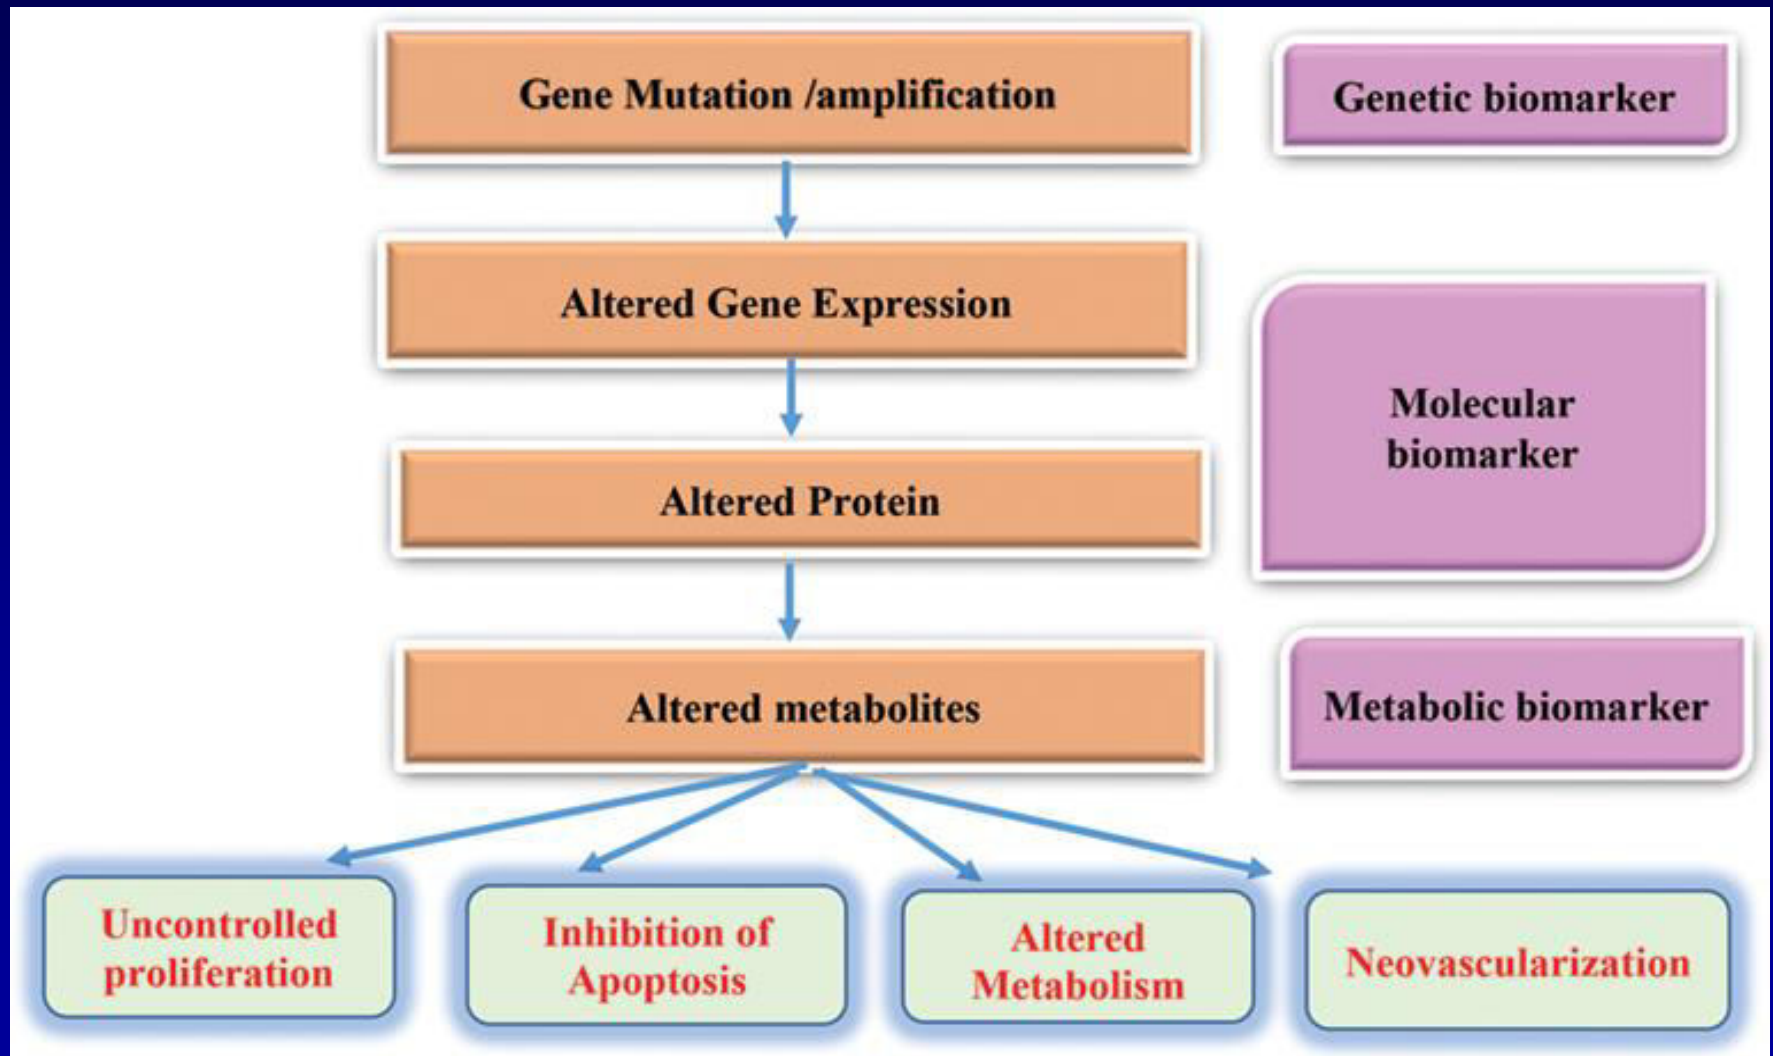 Gene Mutation /amplification
Genetic biomarker
Altered Gene Expression
Molecular
biomarker
Altered Protein
Altered metabolites
Metabolic biomarker
Uncontrolled
proliferation
Inhibition of
Apoptosis
Altered
Metabolism
Neovascularization